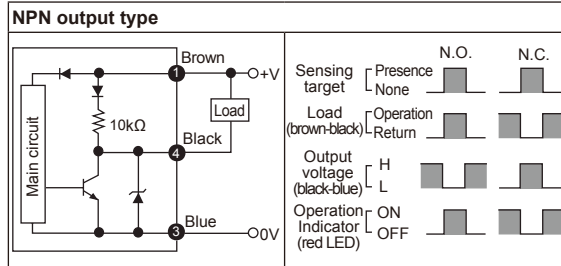 NPN output type
Brown
1
+V
Load
10kΩ
Main circuit
Black
4
Blue
3
0V
N.O.
N.C.
Sensing target
Presence
None
Load
(brown-black)
Operation
Return
Output voltage
(black-blue)
H
L
Operation Indicator
(red LED)
ON
OFF